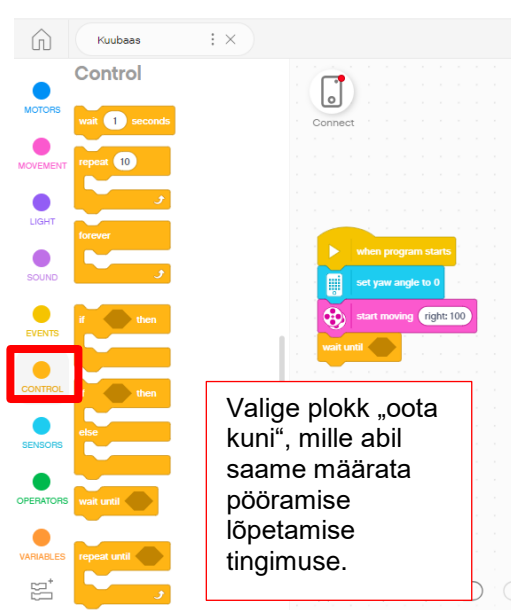 Kuubaas
Control
MOTORS
MOVEMENT
LIGHT
SOUND
EVENTS
CONTROL
SENSORS
OPERATORS
VARIABLES
wait 1 seconds
repeat 10
forever
if then
then
else
wait until
repeat until
Connect
when program starts
set yaw angle to 0
start moving right: 100
wait until
Valige plokk „oota
kuni“, mille abil
saame määrata
pööramise
lõpetamise
tingimuse.